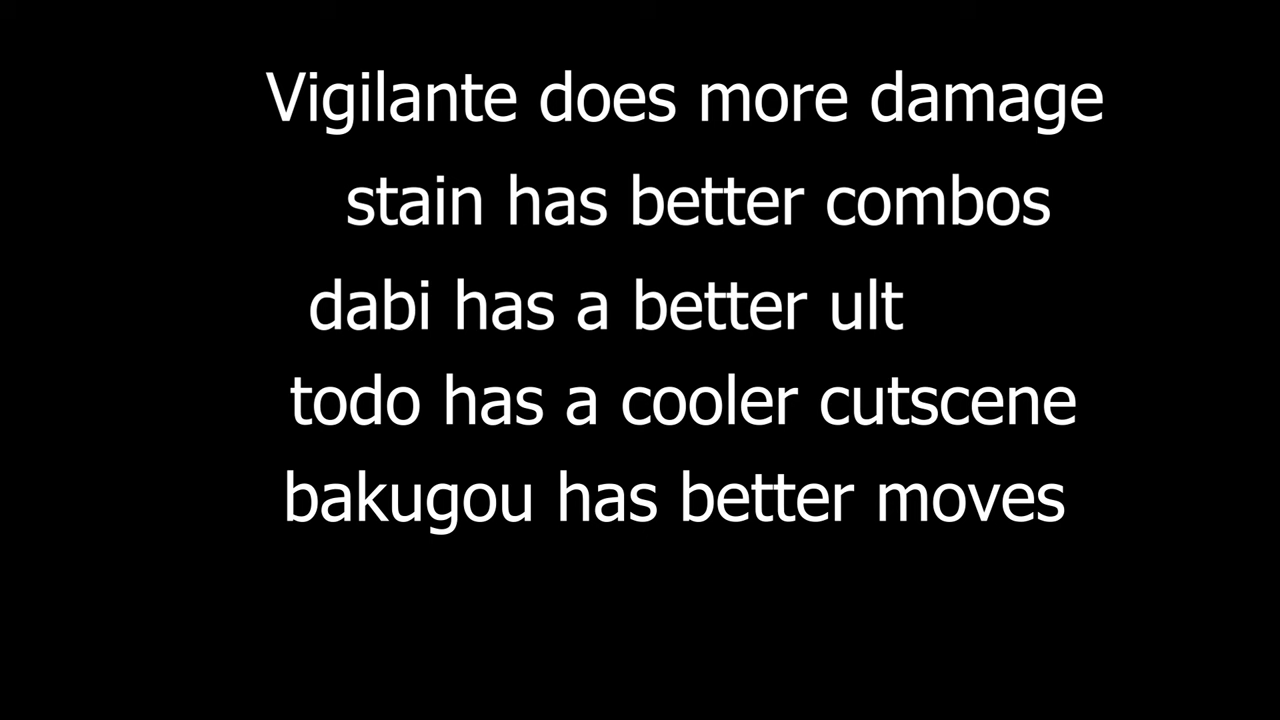 Vigilante does more damage
stain has better combos
dabi has a better ult
todo has a cooler cutscene
bakugou has better moves